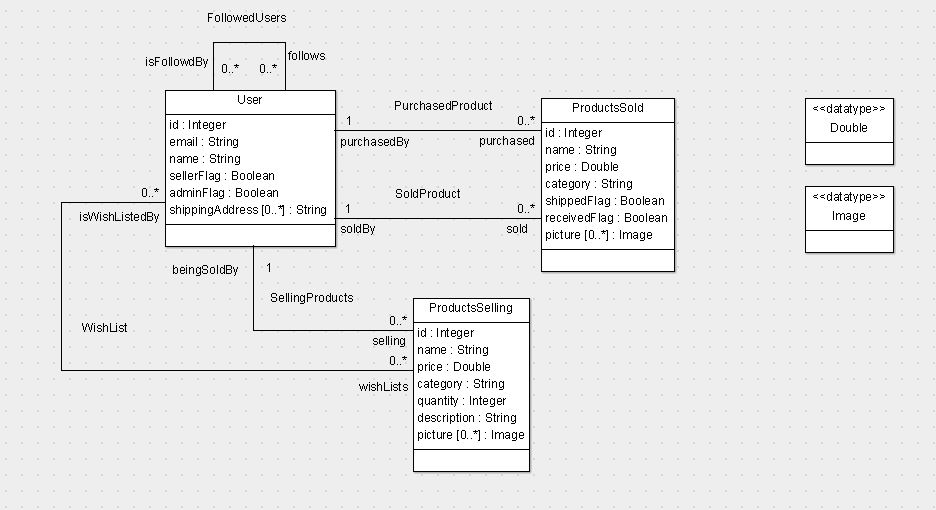 FollowedUsers
isFollowdBy
follows
0..*
0..*
User
id : Integer
email : String
name : String
sellerFlag : Boolean
adminFlag : Boolean
shippingAddress [0..*] : String
PurchasedProduct
1
0..*
purchasedBy
purchased
SoldProduct
1
0..*
soldBy
sold
ProductsSold
id : Integer
name : String
price : Double
category : String
shippedFlag : Boolean
receivedFlag : Boolean
picture [0..*] : Image
<<datatype>>
Double
<<datatype>>
Image
0..*
isWishListedBy
beingSoldBy
1
SellingProducts
0..*
selling
WishList
0..*
wishLists
ProductsSelling
id : Integer
name : String
price : Double
category : String
quantity : Integer
description : String
picture [0..*] : Image